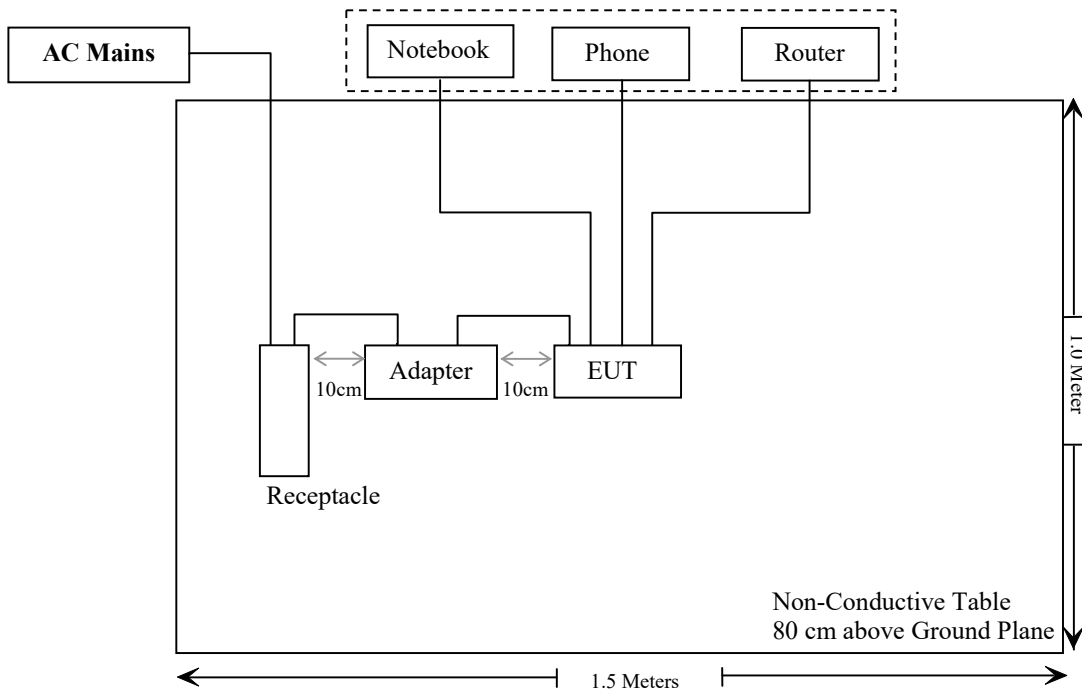 AC Mains
Notebook
Phone
Router
Adapter
EUT
10cm
10cm
Receptacle
1.0 Meter
Non-Conductive Table
80 cm above Ground Plane
1.5 Meters